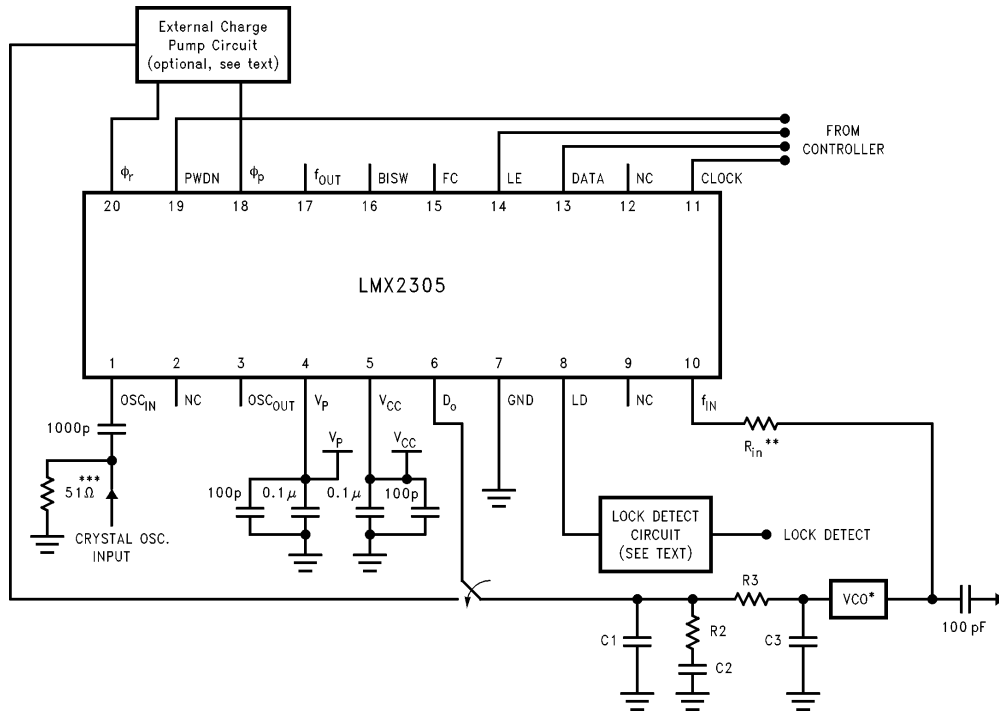 External Charge
Pump Circuit
(optional, see text)
FROM
CONTROLLER
ϕr PWDN ϕp fOUT BISW FC LE DATA NC CLOCK
20 19 18 17 16 15 14 13 12 11
LMX2305
1 2 3 4 5 6 7 8 9 10
OSCIN NC OSCOUT VP VCC Do GND LD NC fIN
1000p
VP VCC
Rin**
51Ω***
100p 0.1μ 0.1μ 100p
CRYSTAL OSC.
INPUT
LOCK DETECT
CIRCUIT
(SEE TEXT)
LOCK DETECT
R3
VCO*
100 pF
C1 R2 C2 C3